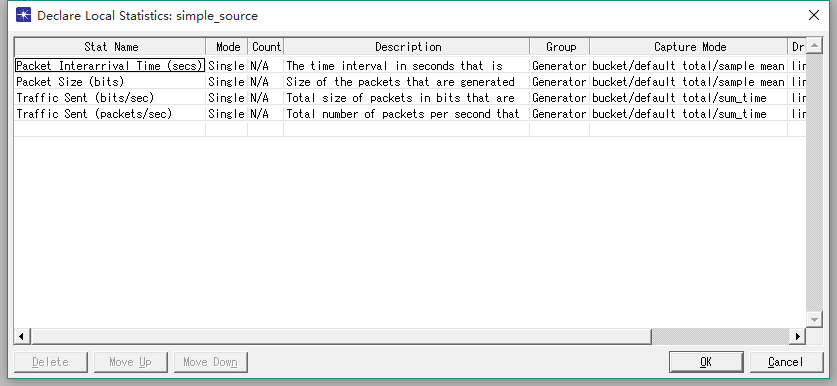 Declare Local Statistics: simple_source
Stat Name Mode Count Description Group Capture Mode Dr
Packet Interarrival Time (secs) Single N/A The time interval in seconds that is Generator bucket/default total/sample mean lin
Packet Size (bits) Single N/A Size of the packets that are generated Generator bucket/default total/sample mean lin
Traffic Sent (bits/sec) Single N/A Total size of packets in bits that are Generator bucket/default total/sum_time lin
Traffic Sent (packets/sec) Single N/A Total number of packets per second that Generator bucket/default total/sum_time lin
Delete Move Up Move Down OK Cancel